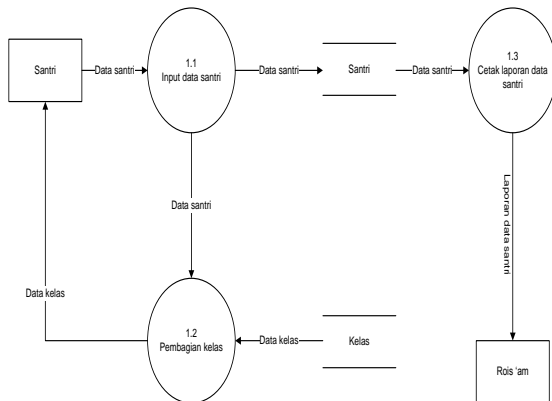 Santri
Data santri
1.1
Input data santri
Data santri
Santri
Data santri
1.3
Cetak laporan data
santri
Data santri
Laporan data santri
Data kelas
1.2
Pembagian kelas
Data kelas
Kelas
Rois ‘am